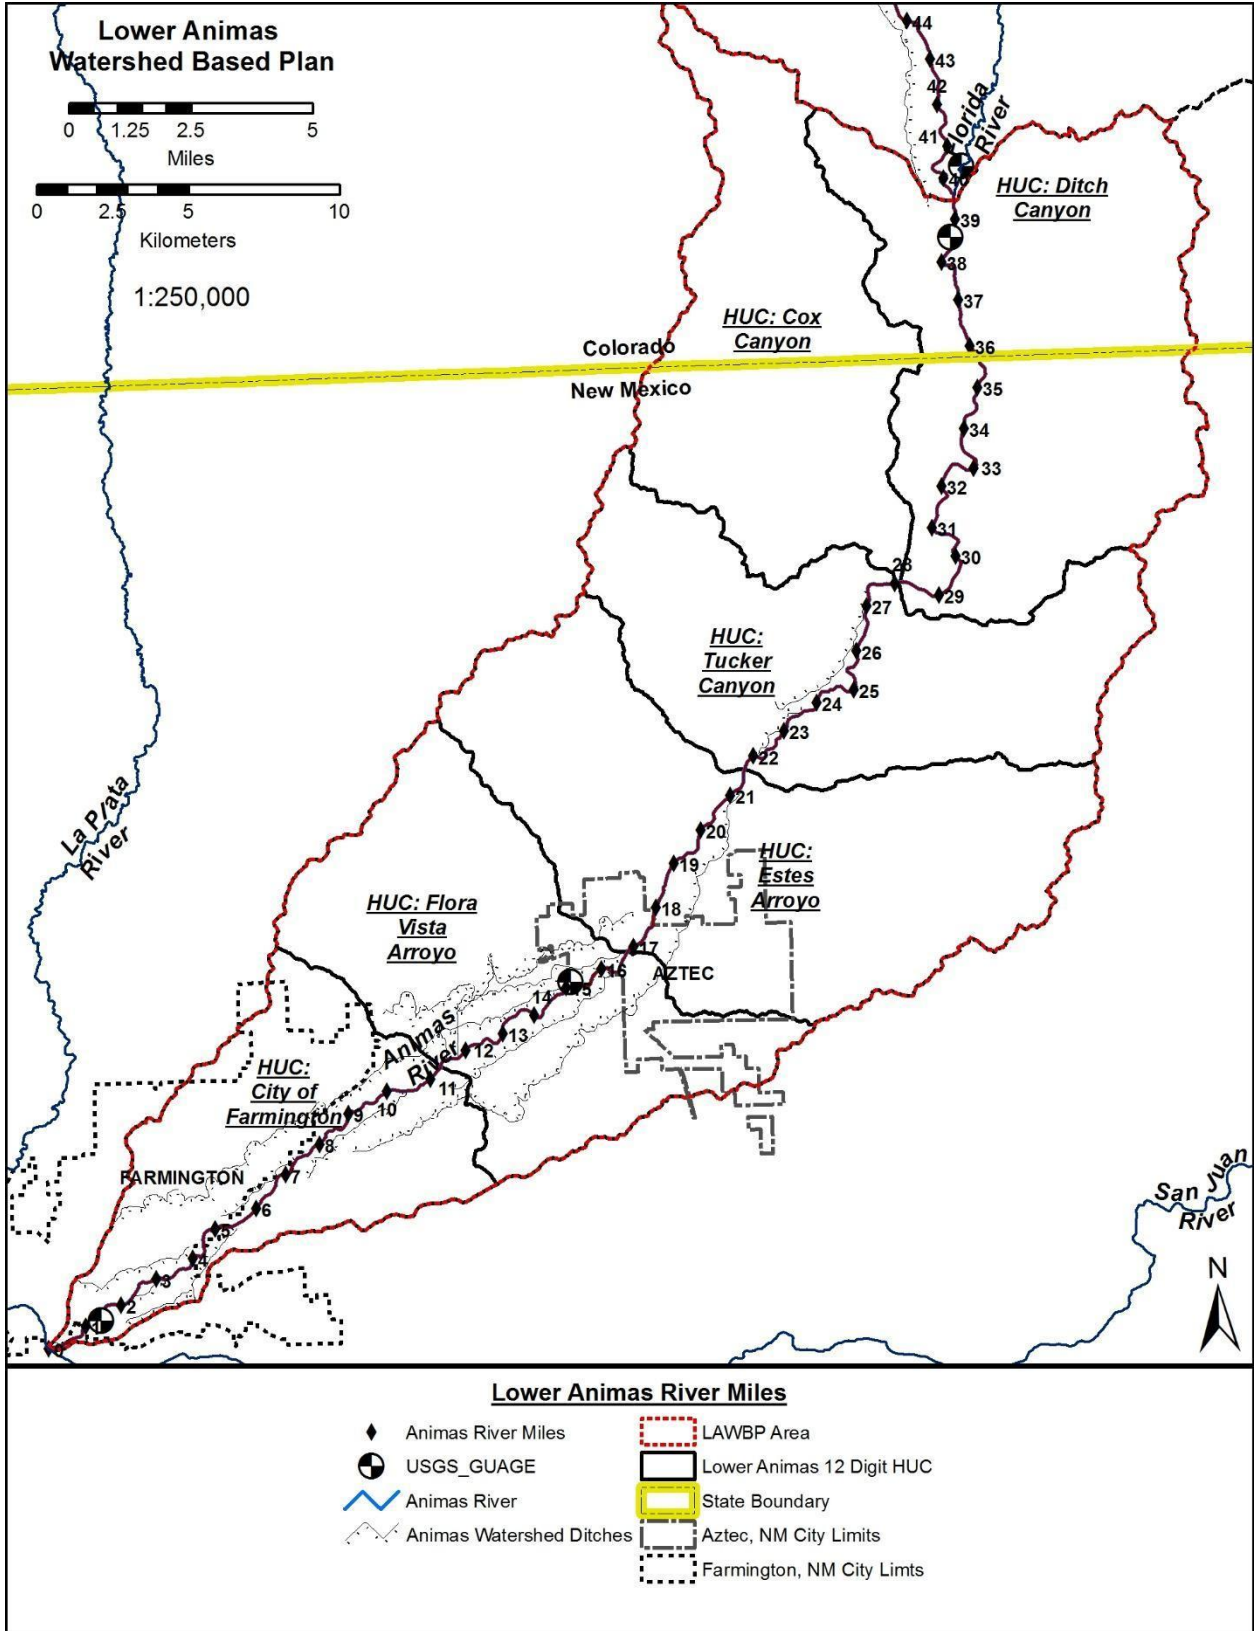 Lower Animas
Watershed Based Plan
0 1.25 2.5 5
Miles
0 2.5 5 10
Kilometers
1:250,000
44
43
42
41
Florida
River
40
39
38
37
36
35
34
33
32
31
30
29
28
27
26
25
24
23
22
21
20
19
18
17
16
15
14
13
12
11
10
9
8
7
6
5
4
3
2
1
0
HUC: Ditch
Canyon
HUC: Cox
Canyon
Colorado
New Mexico
HUC:
Tucker
Canyon
La Plata
River
HUC:
Estes
Arroyo
HUC: Flora
Vista
Arroyo
AZTEC
Animas
River
HUC:
City of
Farmington
FARMINGTON
San Juan
River
N
Lower Animas River Miles
Animas River Miles
USGS_GUAGE
Animas River
Animas Watershed Ditches
LAWBP Area
Lower Animas 12 Digit HUC
State Boundary
Aztec, NM City Limits
Farmington, NM City Limts